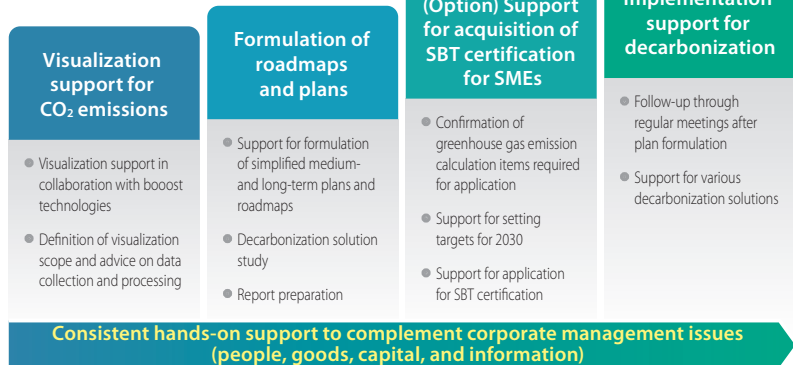 Visualization
support for
CO₂ emissions
● Visualization support in
collaboration with booost
technologies
● Definition of visualization
scope and advice on data
collection and processing
Formulation of
roadmaps
and plans
● Support for formulation
of simplified medium-
and long-term plans and
roadmaps
● Decarbonization solution
study
● Report preparation
(Option) Support
for acquisition of
SBT certification
for SMEs
● Confirmation of
greenhouse gas emission
calculation items required
for application
● Support for setting
targets for 2030
● Support for application
for SBT certification
Implementation
support for
decarbonization
● Follow-up through
regular meetings after
plan formulation
● Support for various
decarbonization solutions
Consistent hands-on support to complement corporate management issues
(people, goods, capital, and information)